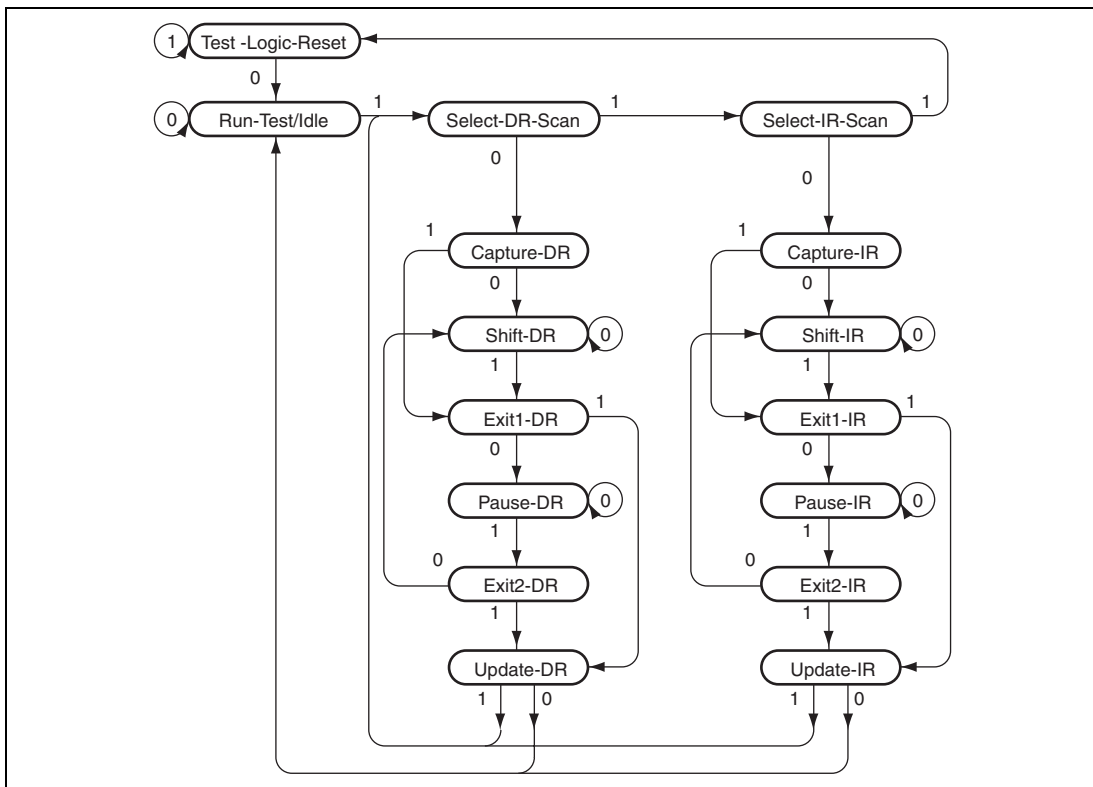 1 Test -Logic-Reset
0
0 Run-Test/Idle 1 Select-DR-Scan 1 Select-IR-Scan 1
0 0
1 Capture-DR 1 Capture-IR
0 0
Shift-DR 0 Shift-IR 0
1 1
Exit1-DR 1 Exit1-IR 1
0 0
Pause-DR 0 Pause-IR 0
1 1
0 Exit2-DR 0 Exit2-IR
1 1
Update-DR Update-IR
1 0 1 0